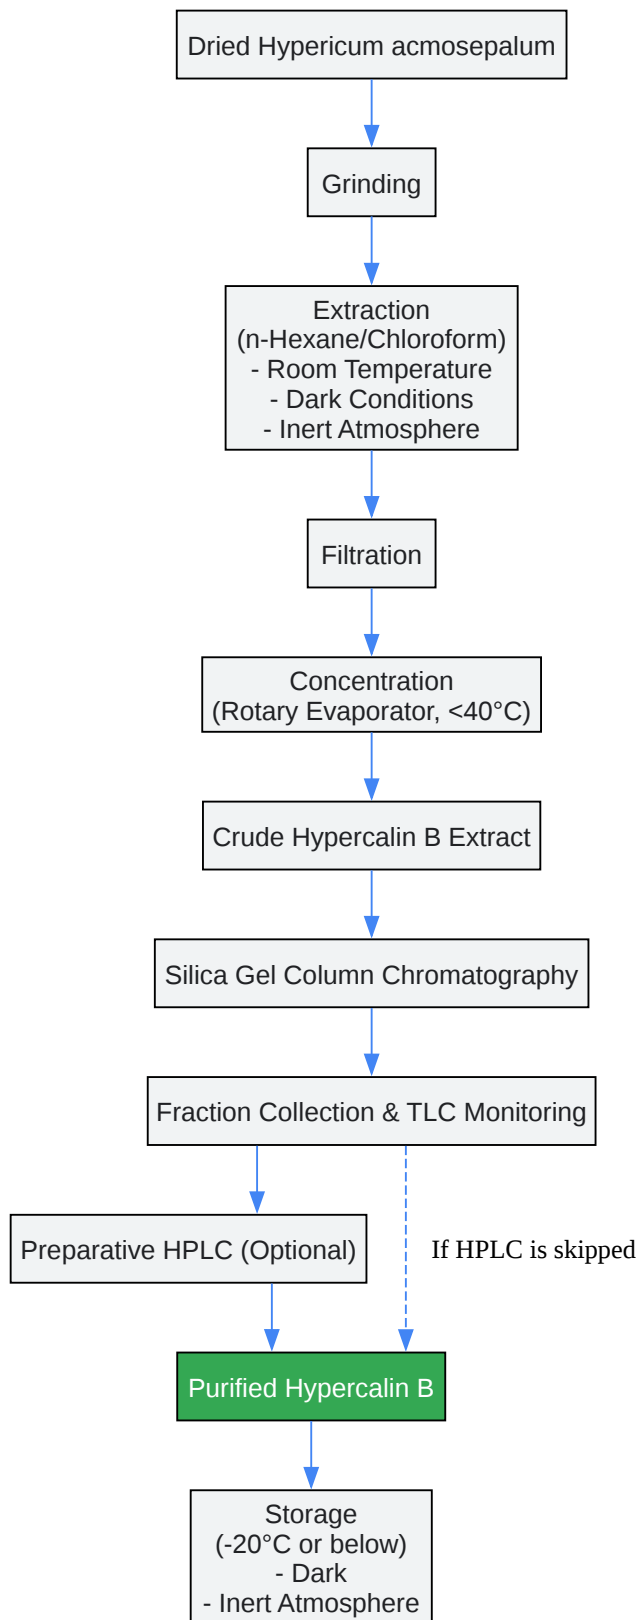 Dried Hypericum acmosepalum
Grinding
Extraction
(n-Hexane/Chloroform)
- Room Temperature
- Dark Conditions
- Inert Atmosphere
Filtration
Concentration
(Rotary Evaporator, <40°C)
Crude Hypercalin B Extract
Silica Gel Column Chromatography
Fraction Collection & TLC Monitoring
Preparative HPLC (Optional)
If HPLC is skipped
Purified Hypercalin B
Storage
(-20°C or below)
- Dark
- Inert Atmosphere